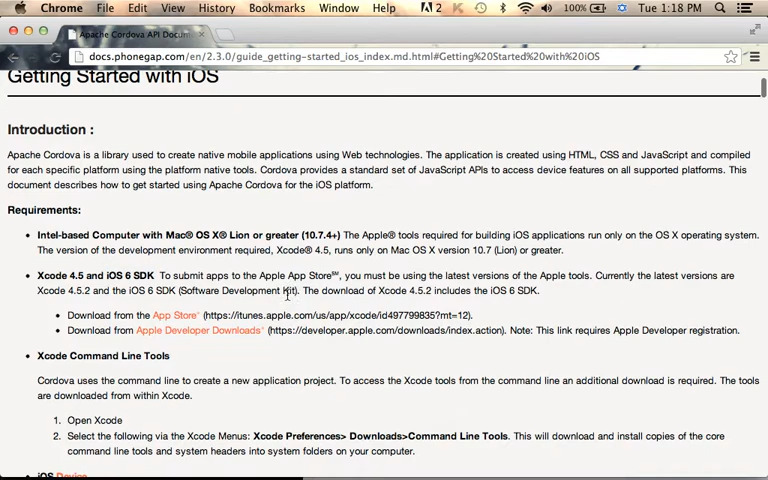 Chrome File Edit View History Bookmarks Window Help 2 100% Tue 1:18 PM
Apache Cordova API Docum
docs.phonegap.com/en/2.3.0/guide_getting-started_ios_index.md.html#Getting%20Started%20with%20iOS
Getting Started with iOS
Introduction :
Apache Cordova is a library used to create native mobile applications using Web technologies. The application is created using HTML, CSS and JavaScript and compiled
for each specific platform using the platform native tools. Cordova provides a standard set of JavaScript APIs to access device features on all supported platforms. This
document describes how to get started using Apache Cordova for the iOS platform.
Requirements:
• Intel-based Computer with Mac® OS X® Lion or greater (10.7.4+) The Apple® tools required for building iOS applications run only on the OS X operating system.
The version of the development environment required, Xcode® 4.5, runs only on Mac OS X version 10.7 (Lion) or greater.
• Xcode 4.5 and iOS 6 SDK To submit apps to the Apple App Store℠, you must be using the latest versions of the Apple tools. Currently the latest versions are
Xcode 4.5.2 and the iOS 6 SDK (Software Development Kit). The download of Xcode 4.5.2 includes the iOS 6 SDK.
• Download from the App Store (https://itunes.apple.com/us/app/xcode/id497799835?mt=12).
• Download from Apple Developer Downloads (https://developer.apple.com/downloads/index.action). Note: This link requires Apple Developer registration.
• Xcode Command Line Tools
Cordova uses the command line to create a new application project. To access the Xcode tools from the command line an additional download is required. The tools
are downloaded from within Xcode.
1. Open Xcode
2. Select the following via the Xcode Menus: Xcode Preferences> Downloads>Command Line Tools. This will download and install copies of the core
command line tools and system headers into system folders on your computer.
• iOS Device